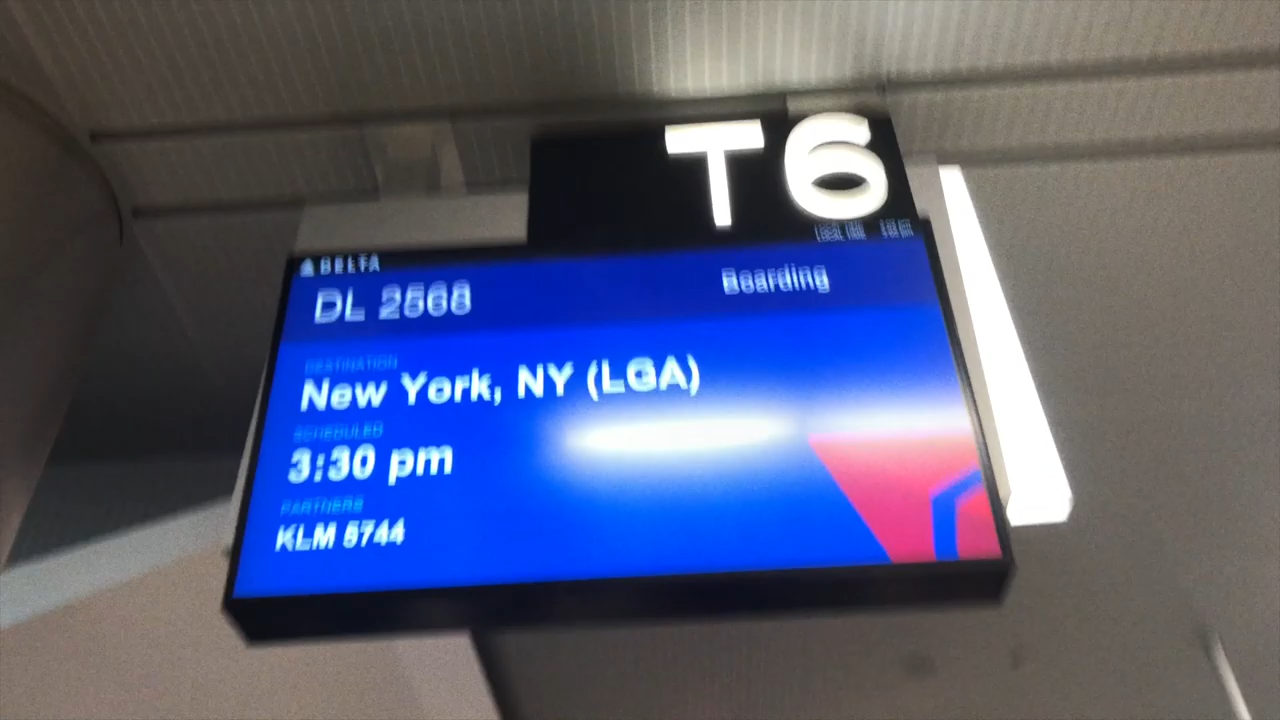 T6
DELTA
DL 2568
Boarding
DESTINATION
New York, NY (LGA)
SCHEDULED
3:30 pm
PARTNERS
KLM 5744